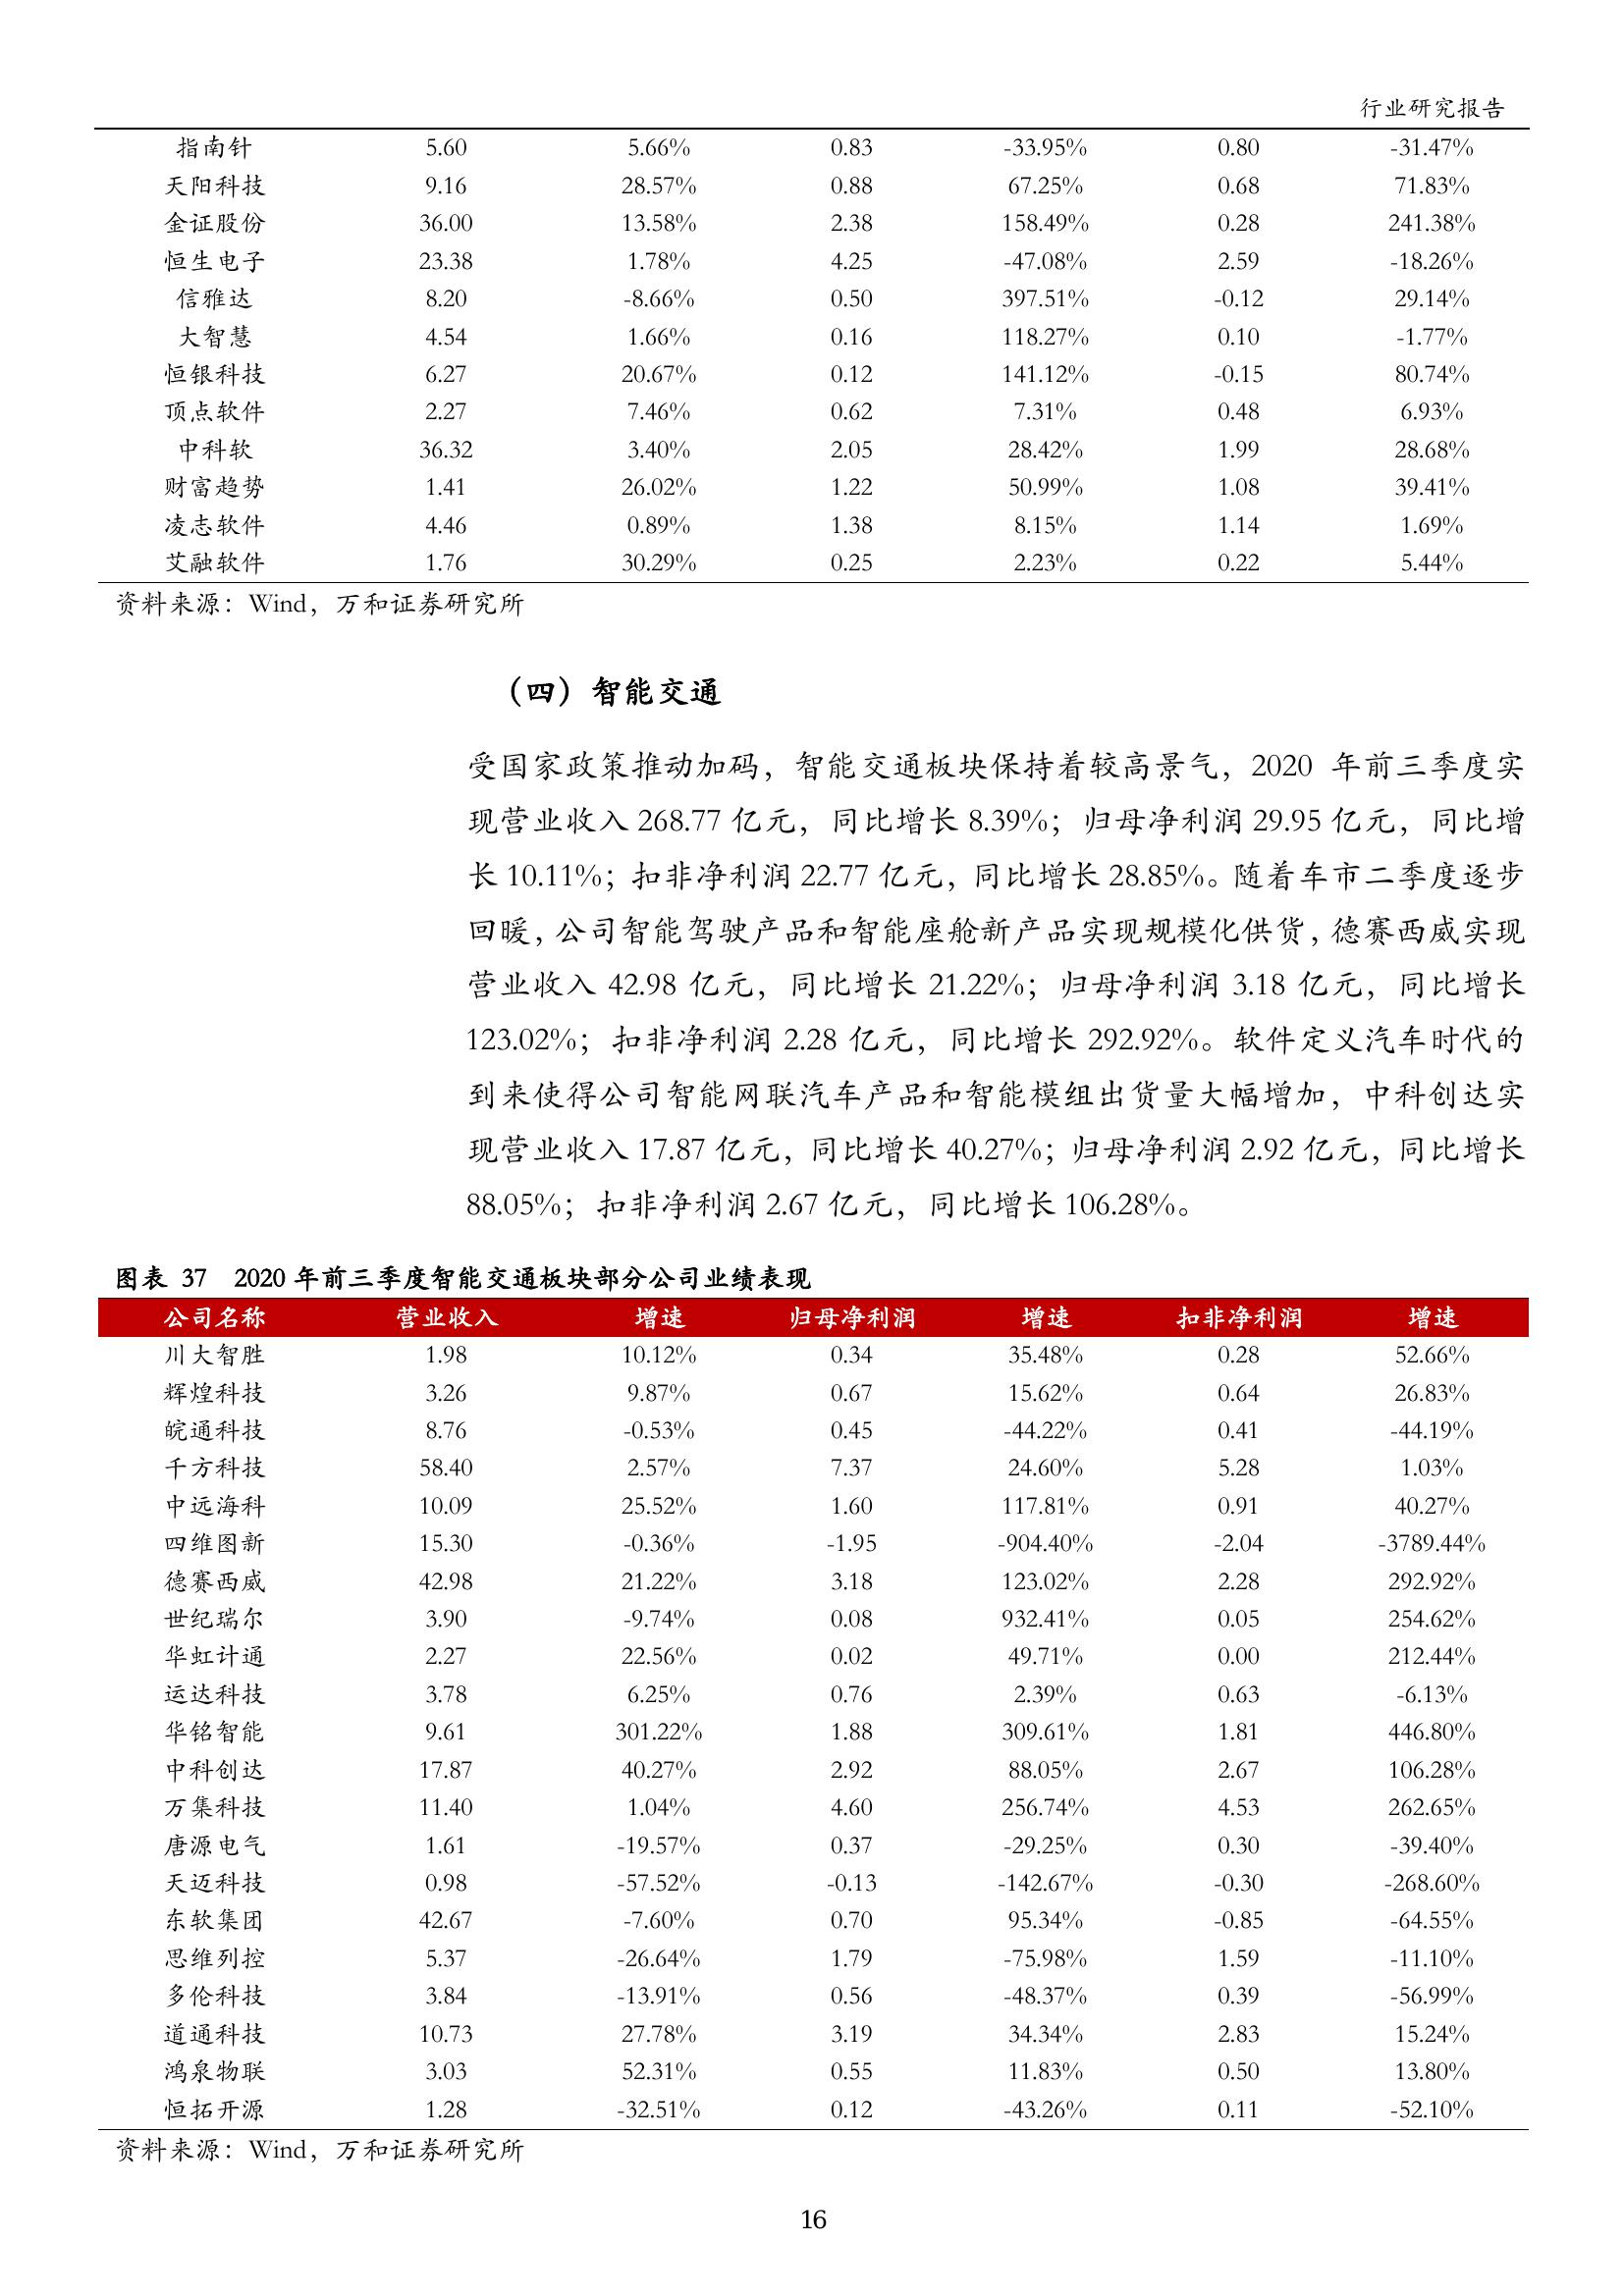 行业研究报告
指南针 5.60 5.66% 0.83 -33.95% 0.80 -31.47%
天阳科技 9.16 28.57% 0.88 67.25% 0.68 71.83%
金证股份 36.00 13.58% 2.38 158.49% 0.28 241.38%
恒生电子 23.38 1.78% 4.25 -47.08% 2.59 -18.26%
信雅达 8.20 -8.66% 0.50 397.51% -0.12 29.14%
大智慧 4.54 1.66% 0.16 118.27% 0.10 -1.77%
恒银科技 6.27 20.67% 0.12 141.12% -0.15 80.74%
顶点软件 2.27 7.46% 0.62 7.31% 0.48 6.93%
中科软 36.32 3.40% 2.05 28.42% 1.99 28.68%
财富趋势 1.41 26.02% 1.22 50.99% 1.08 39.41%
凌志软件 4.46 0.89% 1.38 8.15% 1.14 1.69%
艾融软件 1.76 30.29% 0.25 2.23% 0.22 5.44%
资料来源：Wind，万和证券研究所
（四）智能交通
受国家政策推动加码，智能交通板块保持着较高景气，2020 年前三季度实
现营业收入 268.77 亿元，同比增长 8.39%；归母净利润 29.95 亿元，同比增
长 10.11%；扣非净利润 22.77 亿元，同比增长 28.85%。随着车市二季度逐步
回暖，公司智能驾驶产品和智能座舱新产品实现规模化供货，德赛西威实现
营业收入 42.98 亿元，同比增长 21.22%；归母净利润 3.18 亿元，同比增长
123.02%；扣非净利润 2.28 亿元，同比增长 292.92%。软件定义汽车时代的
到来使得公司智能网联汽车产品和智能模组出货量大幅增加，中科创达实
现营业收入 17.87 亿元，同比增长 40.27%；归母净利润 2.92 亿元，同比增长
88.05%；扣非净利润 2.67 亿元，同比增长 106.28%。
图表 37 2020 年前三季度智能交通板块部分公司业绩表现
公司名称 营业收入 增速 归母净利润 增速 扣非净利润 增速
川大智胜 1.98 10.12% 0.34 35.48% 0.28 52.66%
辉煌科技 3.26 9.87% 0.67 15.62% 0.64 26.83%
皖通科技 8.76 -0.53% 0.45 -44.22% 0.41 -44.19%
千方科技 58.40 2.57% 7.37 24.60% 5.28 1.03%
中远海科 10.09 25.52% 1.60 117.81% 0.91 40.27%
四维图新 15.30 -0.36% -1.95 -904.40% -2.04 -3789.44%
德赛西威 42.98 21.22% 3.18 123.02% 2.28 292.92%
世纪瑞尔 3.90 -9.74% 0.08 932.41% 0.05 254.62%
华虹计通 2.27 22.56% 0.02 49.71% 0.00 212.44%
运达科技 3.78 6.25% 0.76 2.39% 0.63 -6.13%
华铭智能 9.61 301.22% 1.88 309.61% 1.81 446.80%
中科创达 17.87 40.27% 2.92 88.05% 2.67 106.28%
万集科技 11.40 1.04% 4.60 256.74% 4.53 262.65%
唐源电气 1.61 -19.57% 0.37 -29.25% 0.30 -39.40%
天迈科技 0.98 -57.52% -0.13 -142.67% -0.30 -268.60%
东软集团 42.67 -7.60% 0.70 95.34% -0.85 -64.55%
思维列控 5.37 -26.64% 1.79 -75.98% 1.59 -11.10%
多伦科技 3.84 -13.91% 0.56 -48.37% 0.39 -56.99%
道通科技 10.73 27.78% 3.19 34.34% 2.83 15.24%
鸿泉物联 3.03 52.31% 0.55 11.83% 0.50 13.80%
恒拓开源 1.28 -32.51% 0.12 -43.26% 0.11 -52.10%
资料来源：Wind，万和证券研究所
16